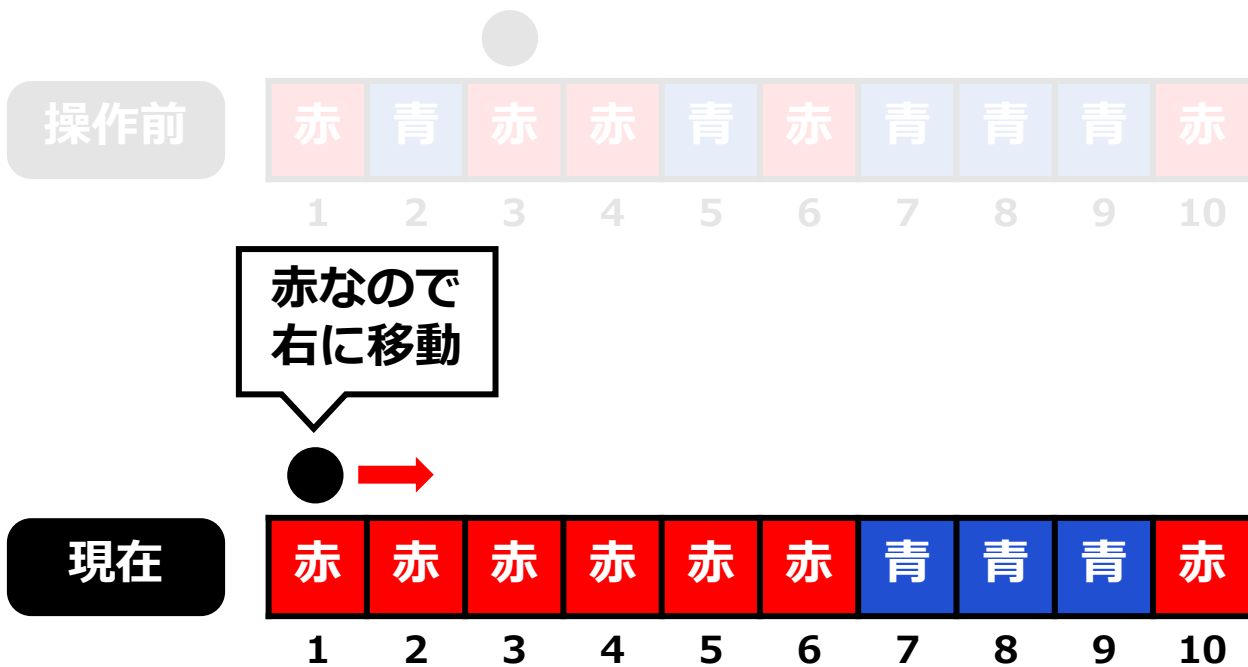 操作前 赤 青 赤 赤 青 赤 青 青 青 赤
1 2 3 4 5 6 7 8 9 10
赤なので
右に移動
現在 赤 赤 赤 赤 赤 赤 青 青 青 赤
1 2 3 4 5 6 7 8 9 10